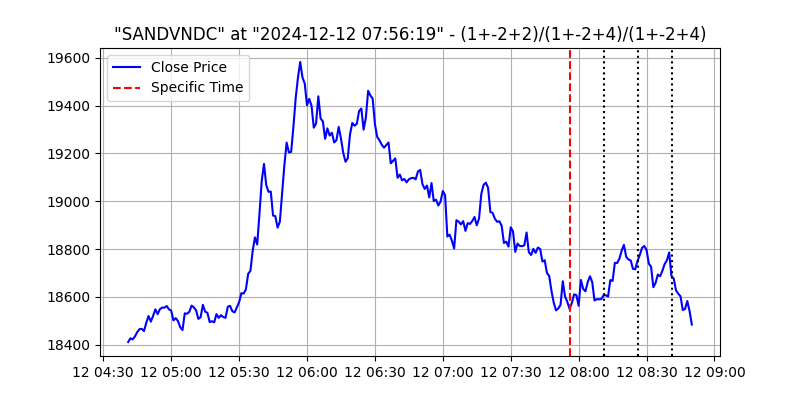 "SANDVNDC" at "2024-12-12 07:56:19" - (1+-2+2)/(1+-2+4)/(1+-2+4)
Close Price
Specific Time
19600
19400
19200
19000
18800
18600
18400
12 04:30 12 05:00 12 05:30 12 06:00 12 06:30 12 07:00 12 07:30 12 08:00 12 08:30 12 09:00